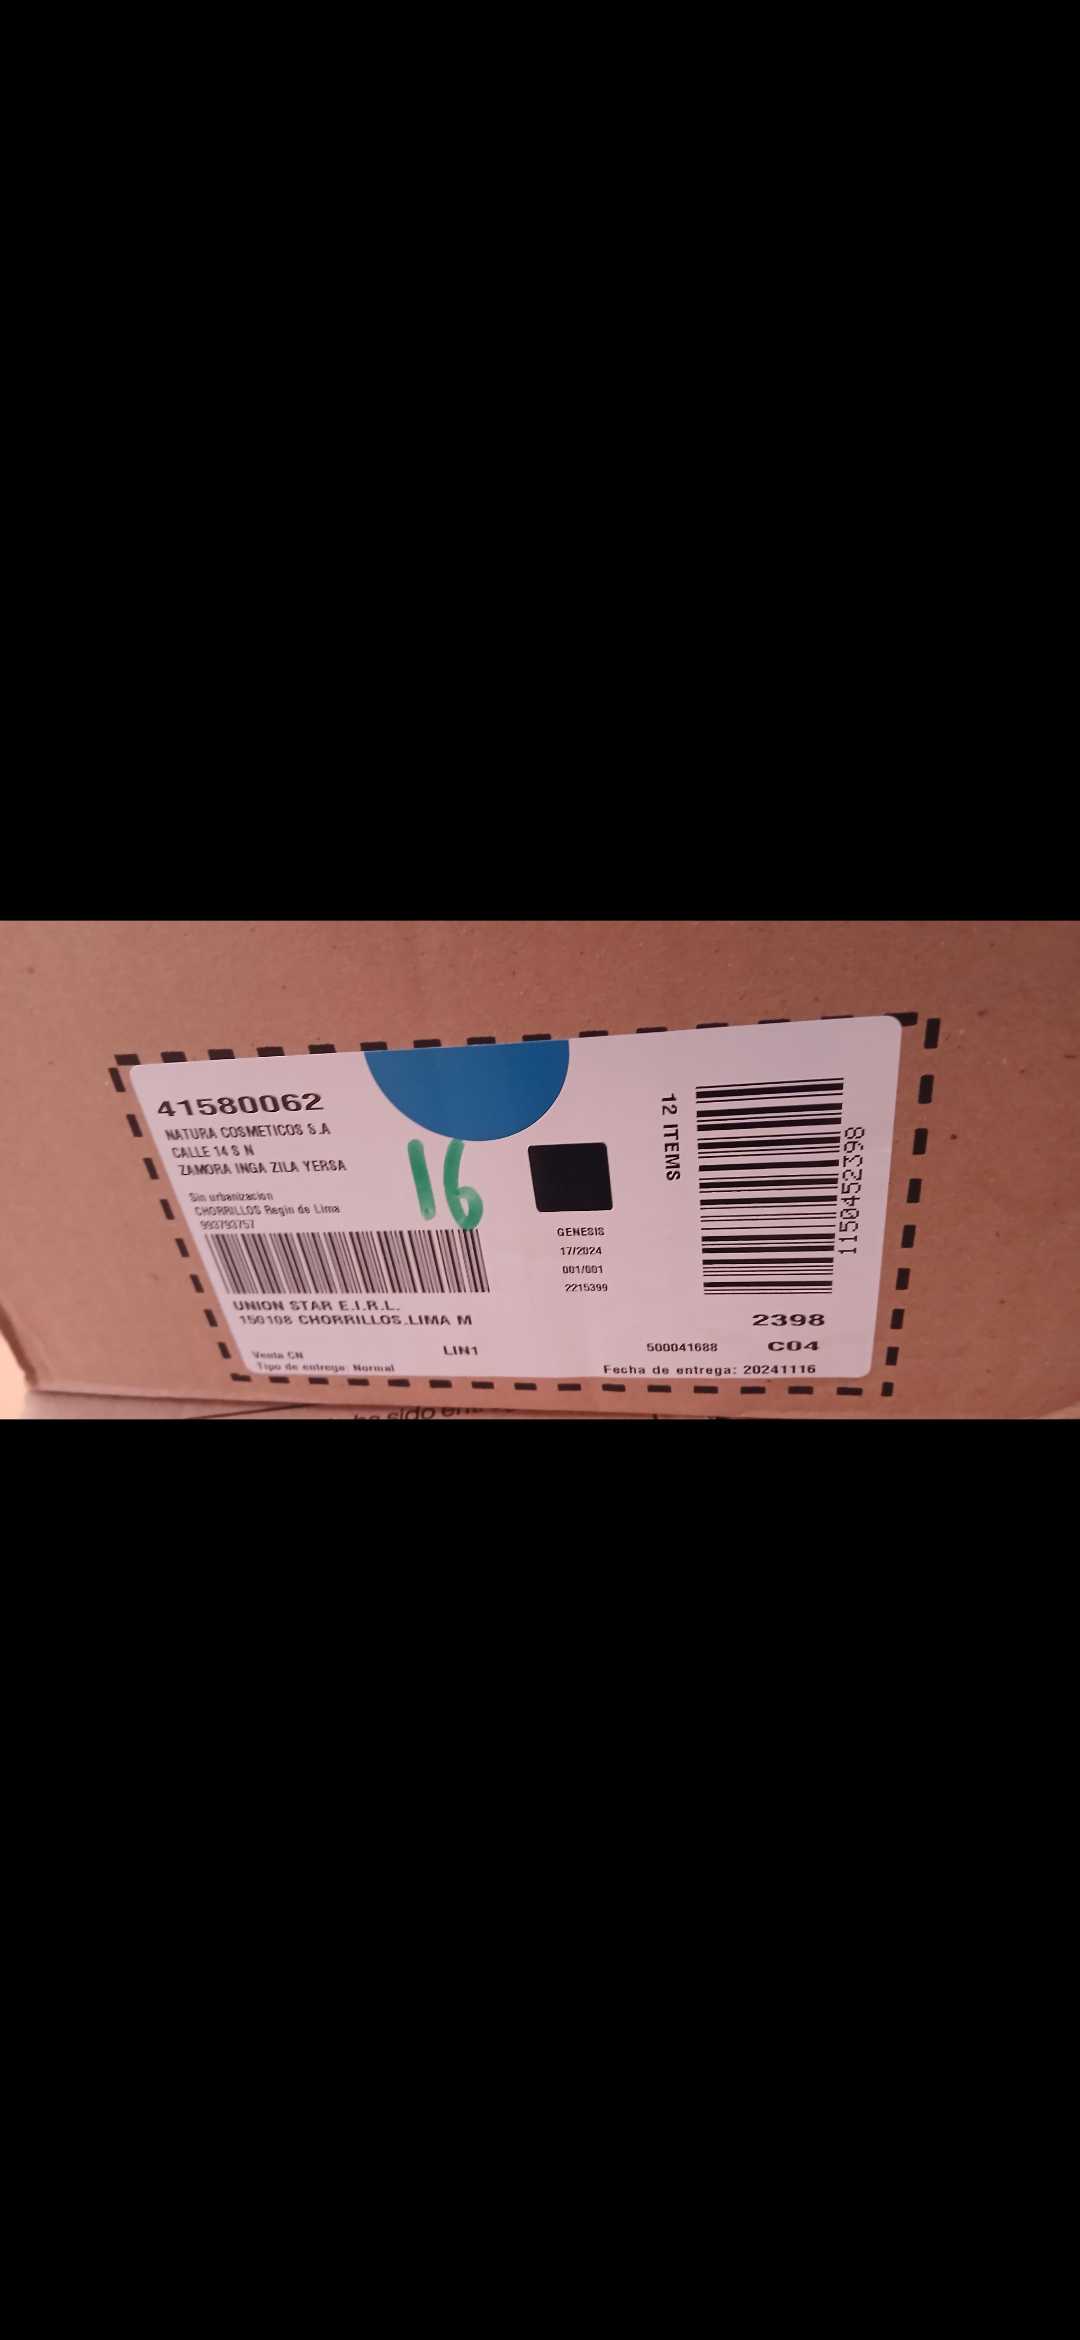 41580062
NATURA COSMETICOS S.A
CALLE 14 S N
ZAMORA INGA ZILA YERSA
Sin urbanizacion
CHORRILLOS Regin de Lima
993793757
UNION STAR E.I.R.L.
150108 CHORRILLOS.LIMA M
Venta CN
LIN1
Tipo de entrega: Normal
16
GENESIS
17/2024
001/001
2215399
12 ITEMS
1150452398
2398
500041688
C04
Fecha de entrega: 20241116
sido